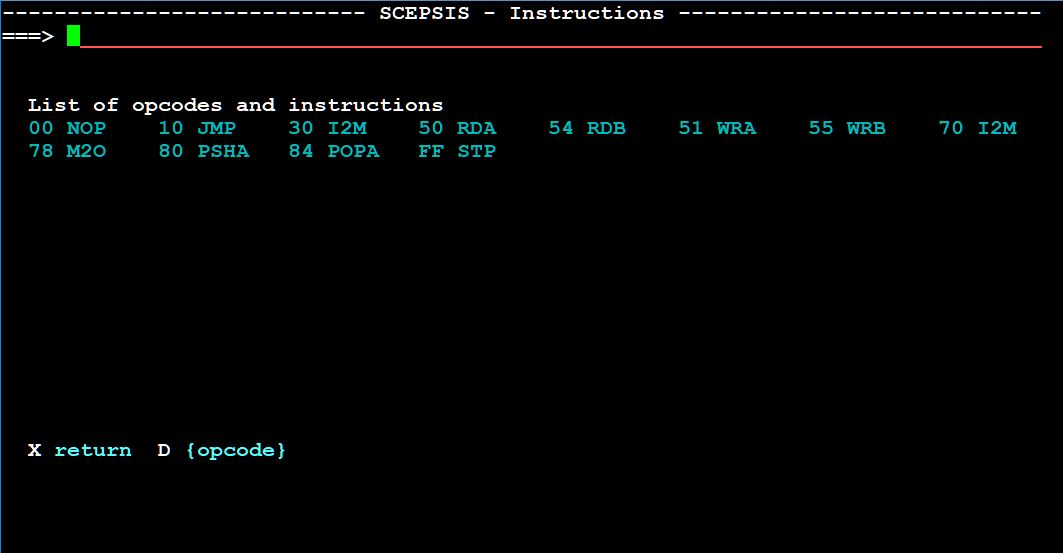 ---------------------------- SCEPSIS - Instructions ----------------------------
===>
List of opcodes and instructions
00 NOP    10 JMP    30 I2M    50 RDA    54 RDB    51 WRA    55 WRB    70 I2M
78 M2O    80 PSHA   84 POPA   FF STP
X return  D {opcode}